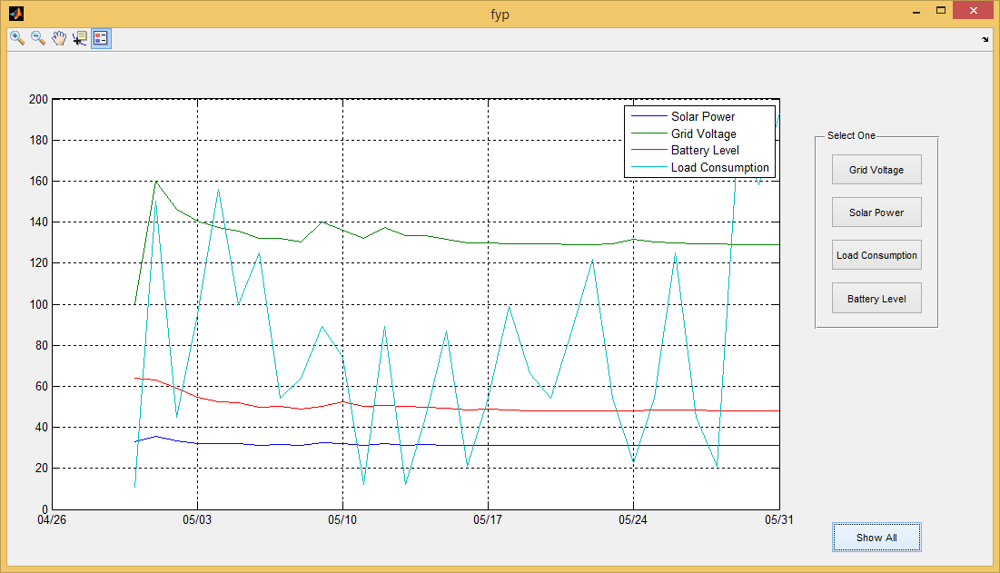 fyp
200
180
160
140
120
100
80
60
40
20
0
04/26
05/03
05/10
05/17
05/24
05/31
Solar Power
Grid Voltage
Battery Level
Load Consumption
Select One
Grid Voltage
Solar Power
Load Consumption
Battery Level
Show All